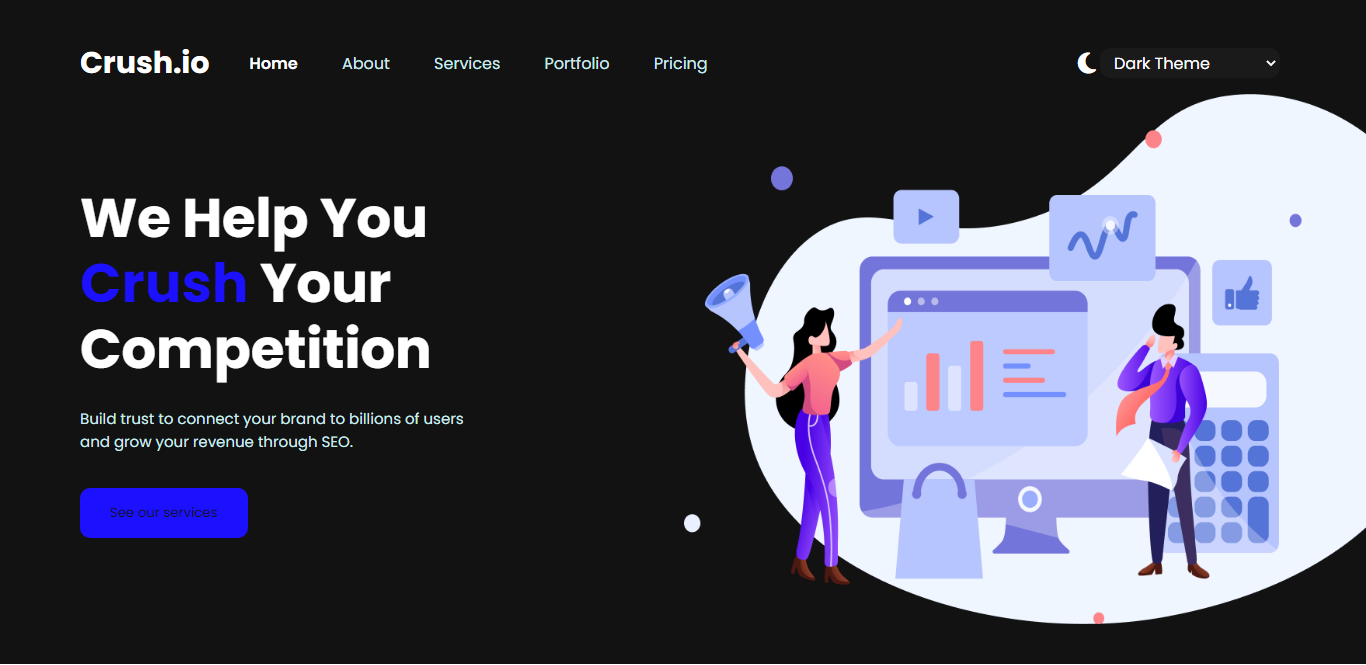 Crush.io
Home
About
Services
Portfolio
Pricing
Dark Theme
We Help You
Crush Your
Competition
Build trust to connect your brand to billions of users
and grow your revenue through SEO.
See our services